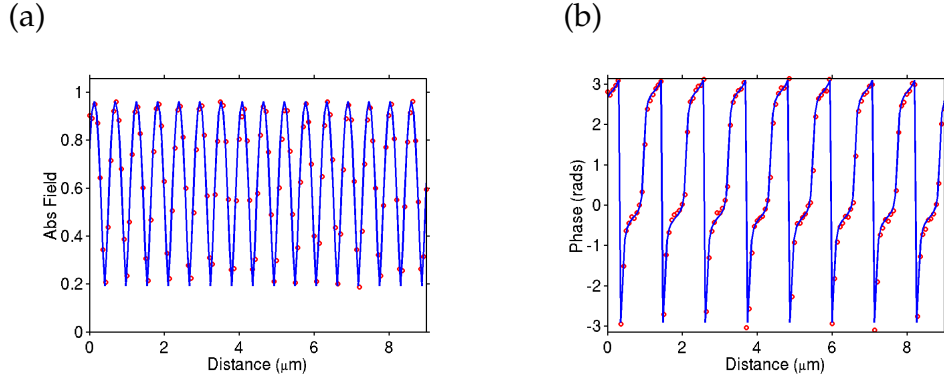 (a)
(b)
1
0.8
0.6
0.4
0.2
0
Abs Field
0 2 4 6 8
Distance (μm)
3
2
1
0
-1
-2
-3
Phase (rads)
0 2 4 6 8
Distance (μm)